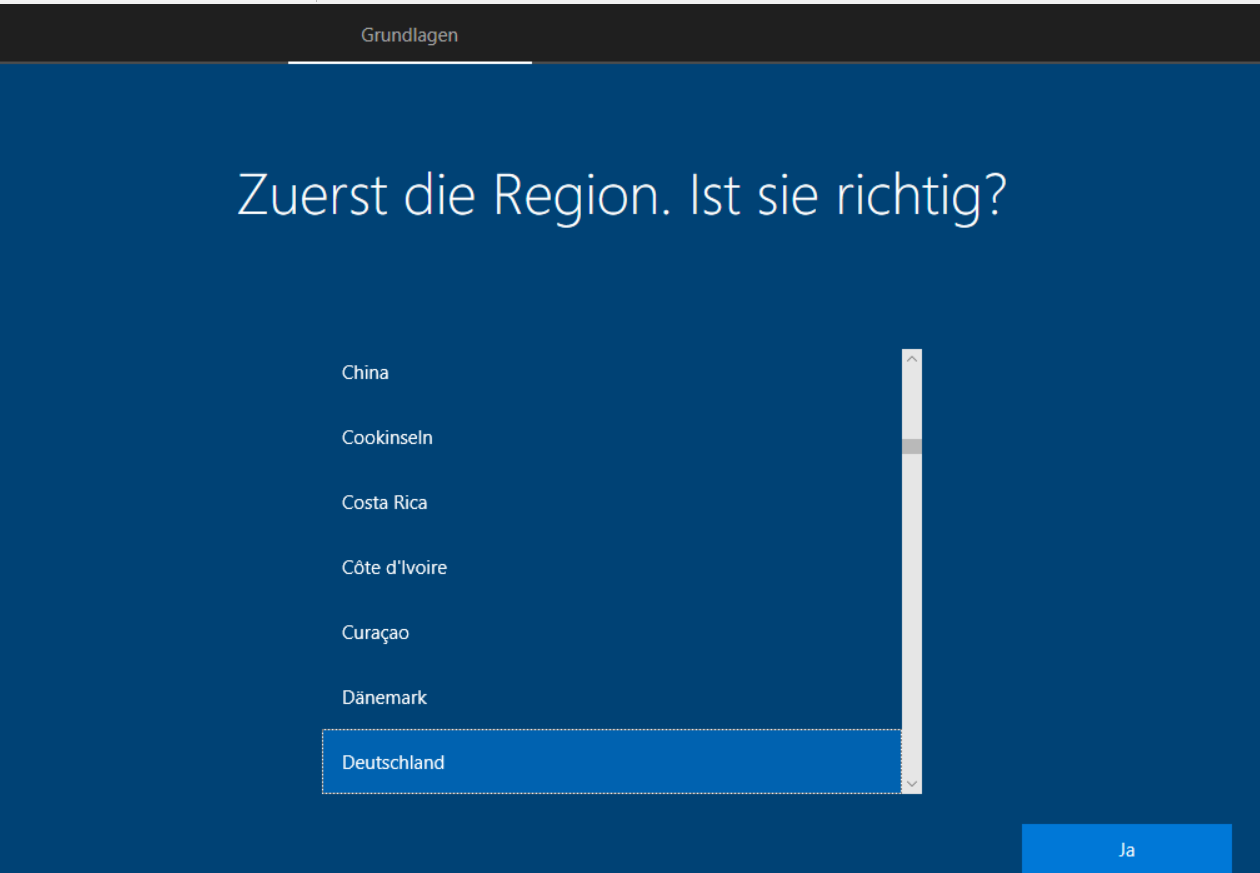 Grundlagen
Zuerst die Region. Ist sie richtig?
China
Cookinseln
Costa Rica
Côte d'Ivoire
Curaçao
Dänemark
Deutschland
Ja